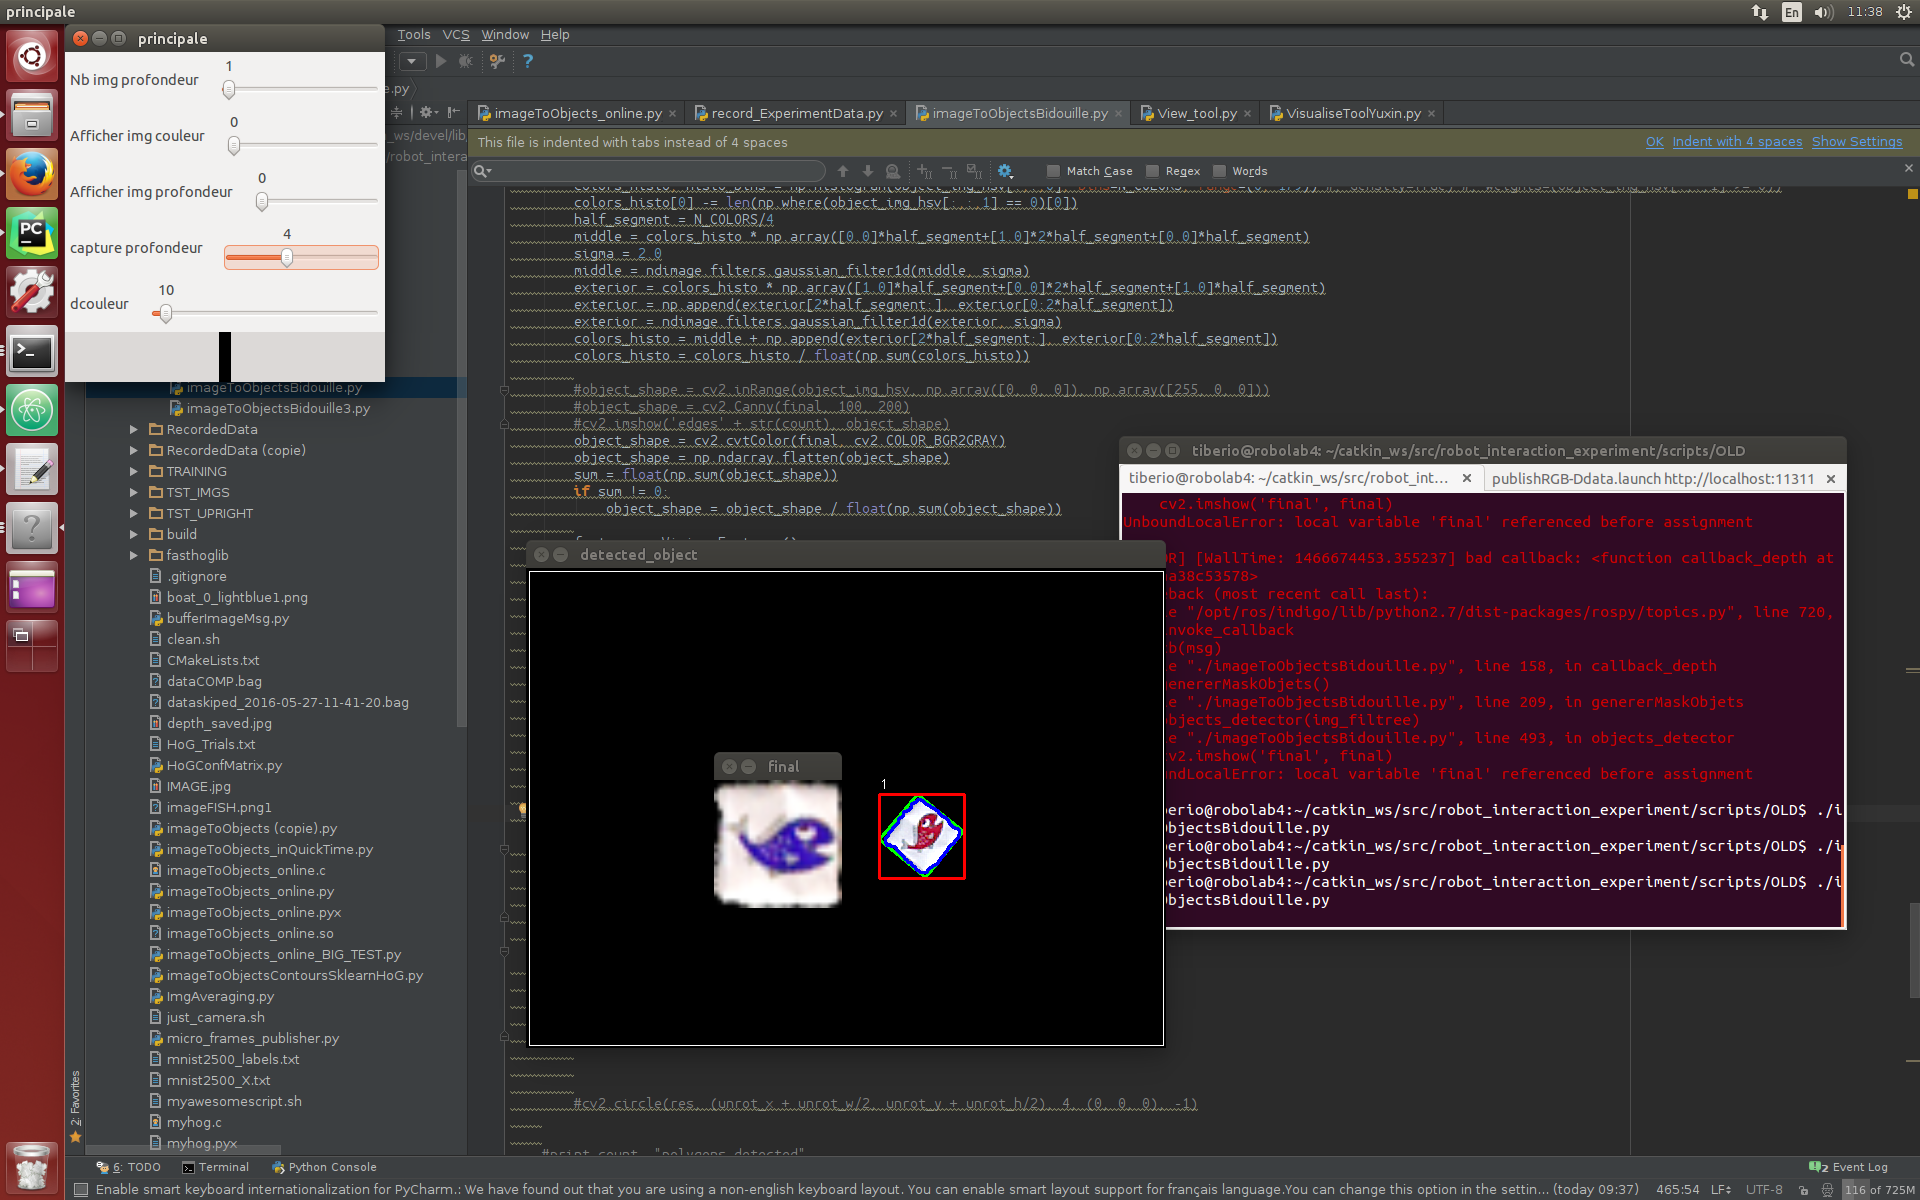 principale
En
11:38
principale
Nb img profondeur
1
Afficher img couleur
0
Afficher img profondeur
0
capture profondeur
4
dcouleur
10
Tools VCS Window Help
e.py
imageToObjects_online.py
record_ExperimentData.py
imageToObjectsBidouille.py
View_tool.py
VisualiseToolYuxin.py
This file is indented with tabs instead of 4 spaces
OK Indent with 4 spaces Show Settings
Match Case
Regex
Words
_ws/devel/lib
/robot_intera
colors_histo[0] -= len(np.where(object_img_hsv[:,:,1] == 0)[0])
half_segment = N_COLORS/4
middle = colors_histo * np.array([0.0]*half_segment+[1.0]*2*half_segment+[0.0]*half_segment)
sigma = 2.0
middle = ndimage.filters.gaussian_filter1d(middle, sigma)
exterior = colors_histo * np.array([1.0]*half_segment+[0.0]*2*half_segment+[1.0]*half_segment)
exterior = np.append(exterior[2*half_segment:], exterior[0:2*half_segment])
exterior = ndimage.filters.gaussian_filter1d(exterior, sigma)
colors_histo = middle + np.append(exterior[2*half_segment:], exterior[0:2*half_segment])
colors_histo = colors_histo / float(np.sum(colors_histo))
#object_shape = cv2.inRange(object_img_hsv, np.array([0, 0, 0]), np.array([255, 0, 0]))
#object_shape = cv2.Canny(final, 100, 200)
#cv2.imshow('edges' + str(count), object_shape)
object_shape = cv2.cvtColor(final, cv2.COLOR_BGR2GRAY)
object_shape = np.ndarray.flatten(object_shape)
sum = float(np.sum(object_shape))
if sum != 0:
object_shape = object_shape / float(np.sum(object_shape))
#cv2.circle(res, (unrot_x + unrot_w/2, unrot_y + unrot_h/2), 4, (0, 0, 0), -1)
#print count, "polygons detected"
imageToObjectsBidouille.py
imageToObjectsBidouille3.py
RecordedData
RecordedData (copie)
TRAINING
TST_IMGS
TST_UPRIGHT
build
fasthoglib
.gitignore
boat_0_lightblue1.png
bufferImageMsg.py
clean.sh
CMakeLists.txt
dataCOMP.bag
dataskiped_2016-05-27-11-41-20.bag
depth_saved.jpg
HoG_Trials.txt
HoGConfMatrix.py
IMAGE.jpg
imageFISH.png1
imageToObjects (copie).py
imageToObjects_inQuickTime.py
imageToObjects_online.c
imageToObjects_online.py
imageToObjects_online.pyx
imageToObjects_online.so
imageToObjects_online_BIG_TEST.py
imageToObjectsContoursSklearnHoG.py
ImgAveraging.py
just_camera.sh
micro_frames_publisher.py
mnist2500_labels.txt
mnist2500_X.txt
myawesomescript.sh
myhog.c
myhog.pyx
2: Favorites
detected_object
final
1
tiberio@robolab4: ~/catkin_ws/src/robot_interaction_experiment/scripts/OLD
tiberio@robolab4: ~/catkin_ws/src/robot_int...
publishRGB-Ddata.launch http://localhost:11311
cv2.imshow('final', final)
UnboundLocalError: local variable 'final' referenced before assignment
R] [WallTime: 1466674453.355237] bad callback: <function callback_depth at
a38c53578>
back (most recent call last):
e "/opt/ros/indigo/lib/python2.7/dist-packages/rospy/topics.py", line 720,
nvoke_callback
b(msg)
e "./imageToObjectsBidouille.py", line 158, in callback_depth
enererMaskObjets()
e "./imageToObjectsBidouille.py", line 209, in genererMaskObjets
bjects_detector(img_filtree)
e "./imageToObjectsBidouille.py", line 493, in objects_detector
cv2.imshow('final', final)
undLocalError: local variable 'final' referenced before assignment
berio@robolab4:~/catkin_ws/src/robot_interaction_experiment/scripts/OLD$ ./i
bjectsBidouille.py
berio@robolab4:~/catkin_ws/src/robot_interaction_experiment/scripts/OLD$ ./i
bjectsBidouille.py
berio@robolab4:~/catkin_ws/src/robot_interaction_experiment/scripts/OLD$ ./i
bjectsBidouille.py
6: TODO
Terminal
Python Console
2 Event Log
Enable smart keyboard internationalization for PyCharm.: We have found out that you are using a non-english keyboard layout. You can enable smart layout support for français language.You can change this option in the settin... (today 09:37)
465:54 LF÷ UTF-8
116 of 725M